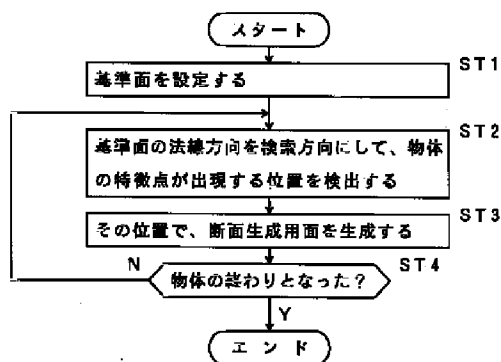 スタート
ST1
基準面を設定する
ST2
基準面の法線方向を検索方向にして、物体
の特徴点が出現する位置を検出する
ST3
その位置で、断面生成用面を生成する
N
ST4
物体の終わりとなった?
Y
エンド